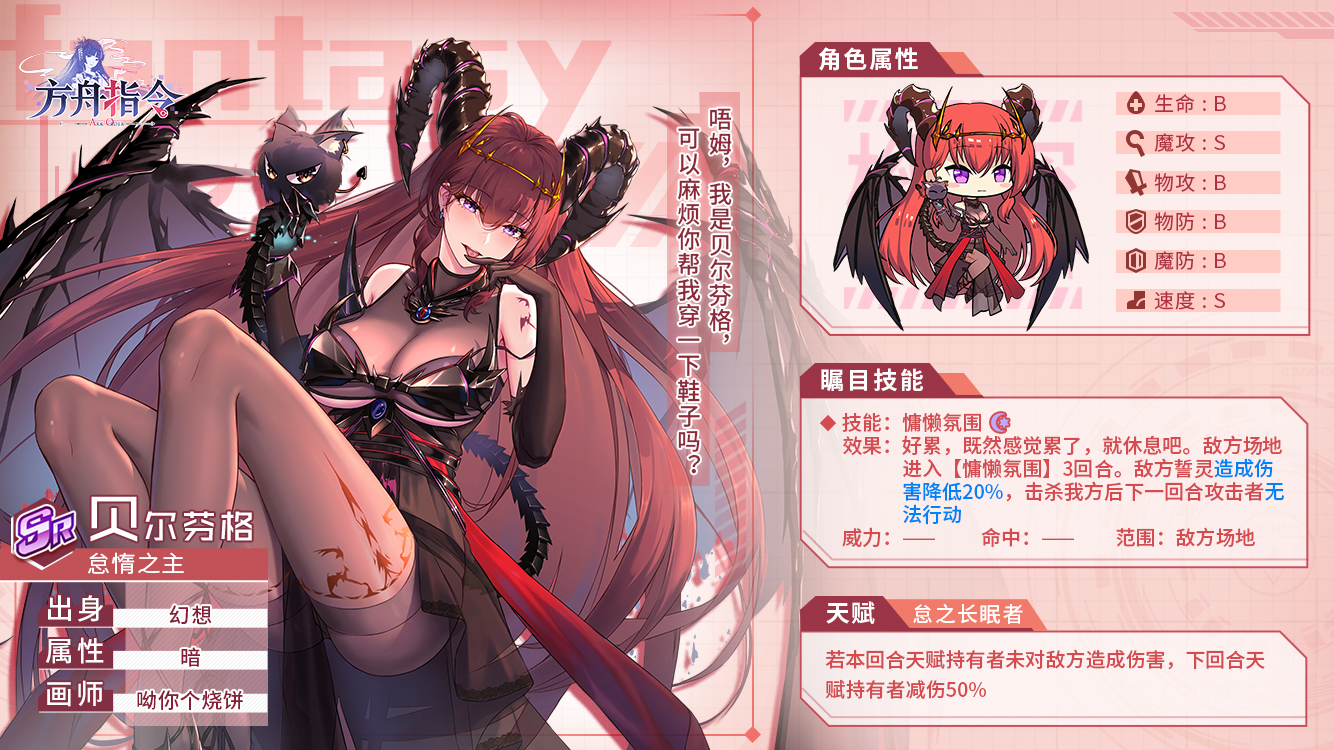 fantasy
方舟指令
ARK ORDER
唔姆，我是贝尔芬格，
可以麻烦你帮我穿一下鞋子吗？
SR
贝尔芬格
怠惰之主
出身 幻想
属性 暗
画师 呦你个烧饼
角色属性
生命：B
魔攻：S
物攻：B
物防：B
魔防：B
速度：S
瞩目技能
技能：慵懒氛围
效果：好累，既然感觉累了，就休息吧。敌方场地
进入【慵懒氛围】3回合。敌方誓灵造成伤
害降低20%，击杀我方后下一回合攻击者无
法行动
威力：—— 命中：—— 范围：敌方场地
天赋 怠之长眠者
若本回合天赋持有者未对敌方造成伤害，下回合天
赋持有者减伤50%